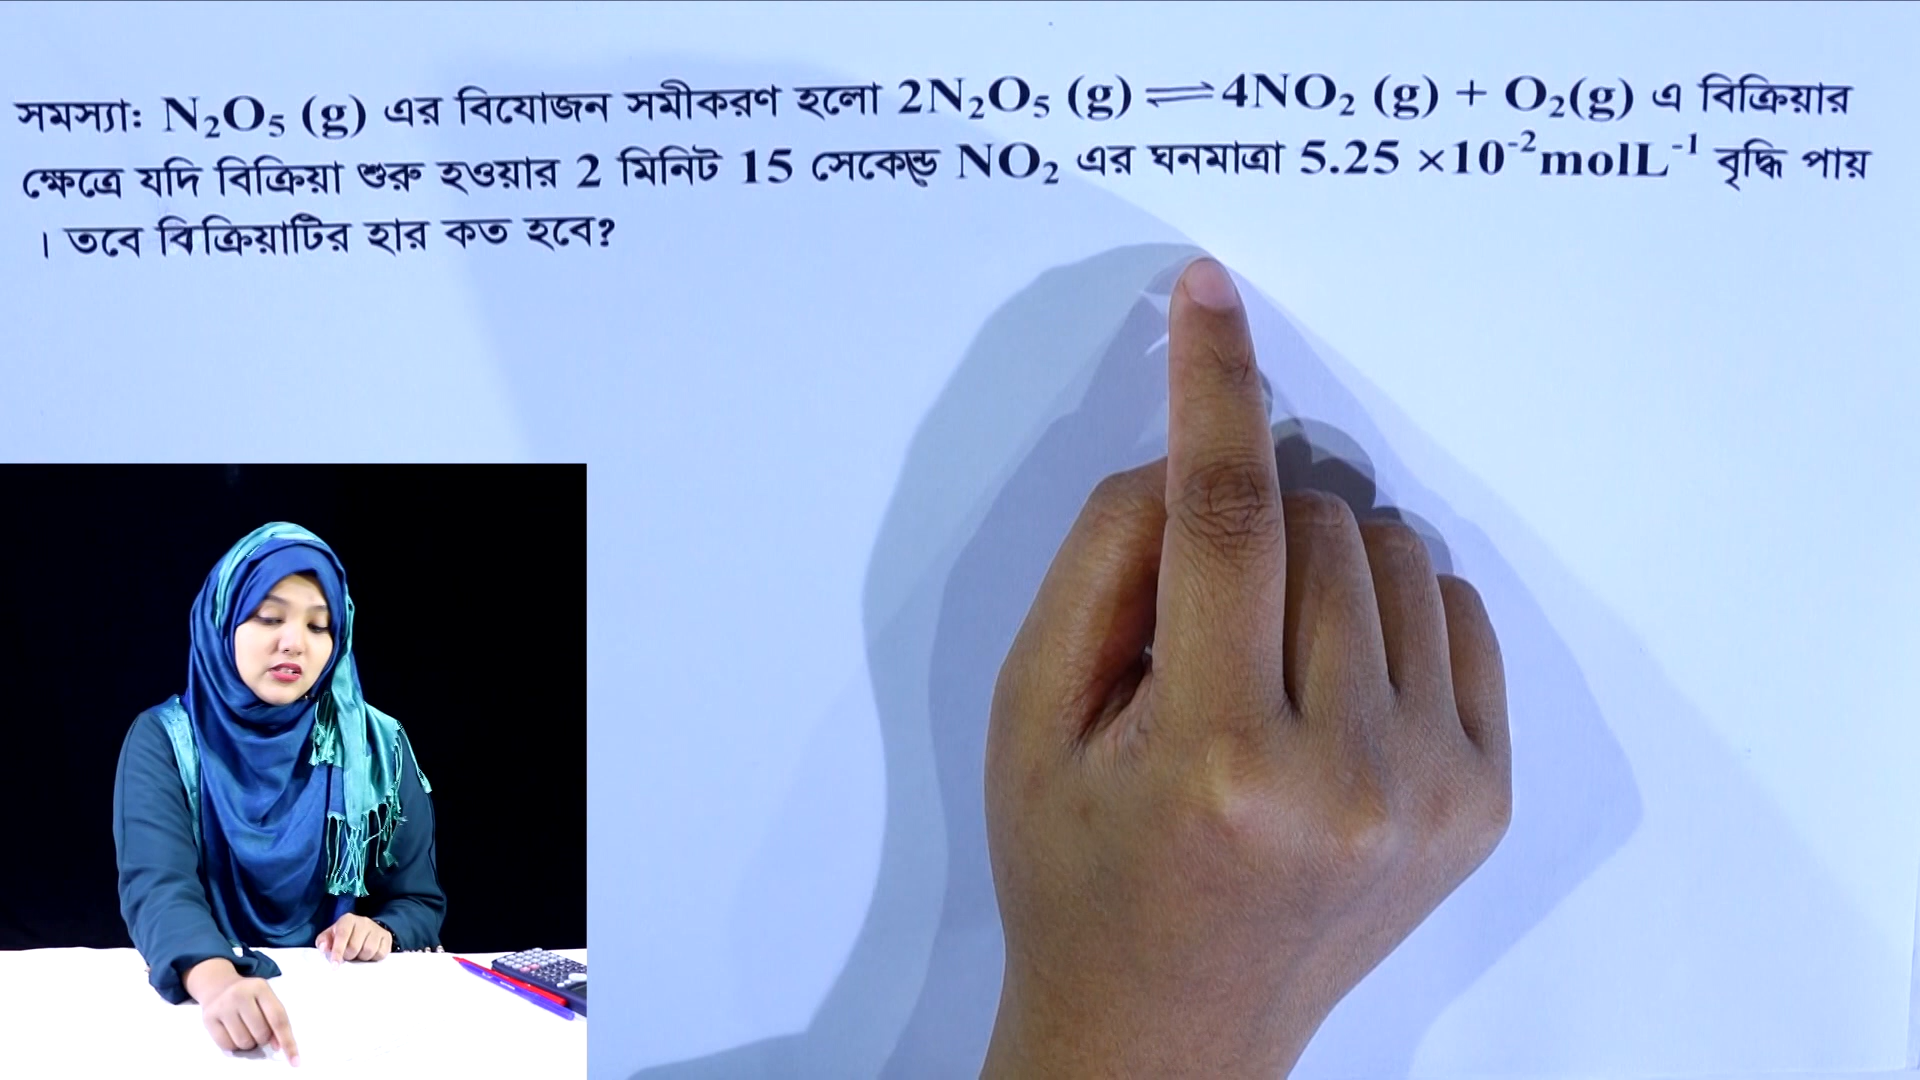 সমস্যা: N₂O₅ (g) এর বিযোজন সমীকরণ হলো 2N₂O₅ (g) ⇌ 4NO₂ (g) + O₂(g) এ বিক্রিয়ার
ক্ষেত্রে যদি বিক্রিয়া শুরু হওয়ার 2 মিনিট 15 সেকেন্ডে NO₂ এর ঘনমাত্রা 5.25 ×10⁻²molL⁻¹ বৃদ্ধি পায়
। তবে বিক্রিয়াটির হার কত হবে?